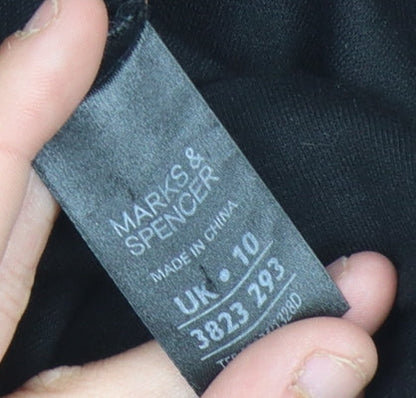 MARKS &
SPENCER
MADE IN CHINA
UK • 10
3823 293